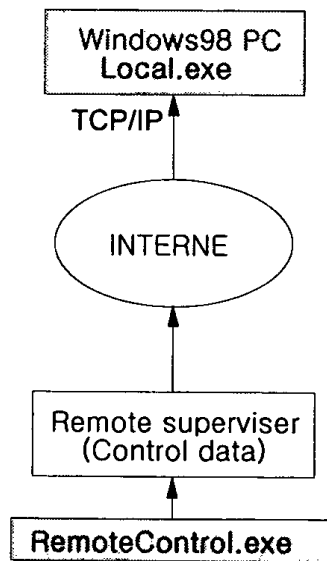 Windows98 PC
Local.exe
TCP/IP
INTERNE
Remote superviser
(Control data)
RemoteControl.exe